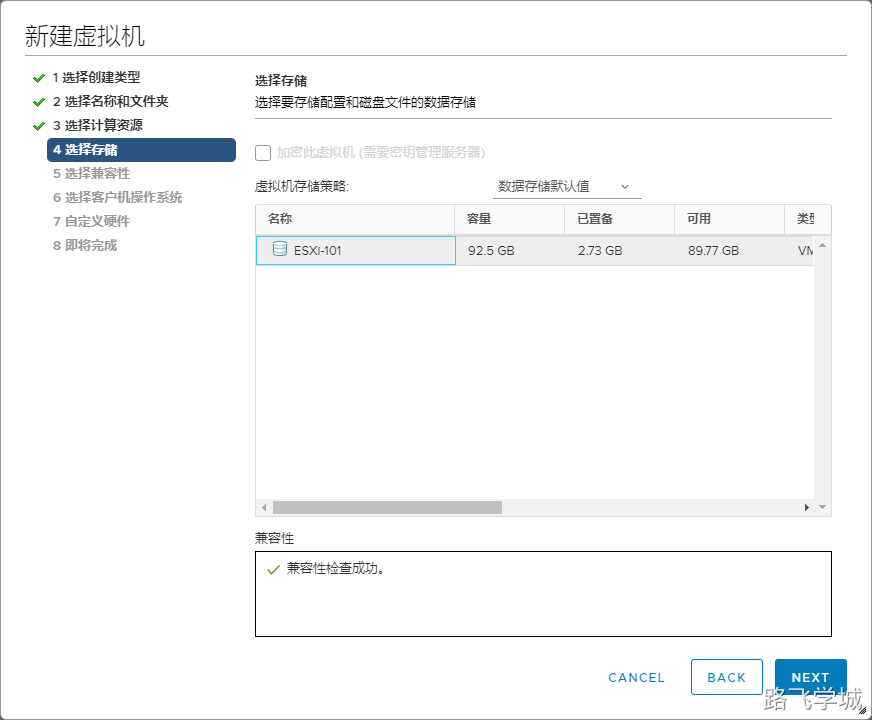 新建虚拟机
1 选择创建类型
2 选择名称和文件夹
3 选择计算资源
4 选择存储
5 选择兼容性
6 选择客户机操作系统
7 自定义硬件
8 即将完成
选择存储
选择要存储配置和磁盘文件的数据存储
加密此虚拟机 (需要密钥管理服务器)
虚拟机存储策略: 数据存储默认值
名称 容量 已置备 可用 类型
ESXi-101 92.5 GB 2.73 GB 89.77 GB VM
兼容性
兼容性检查成功。
CANCEL BACK NEXT
路飞学城